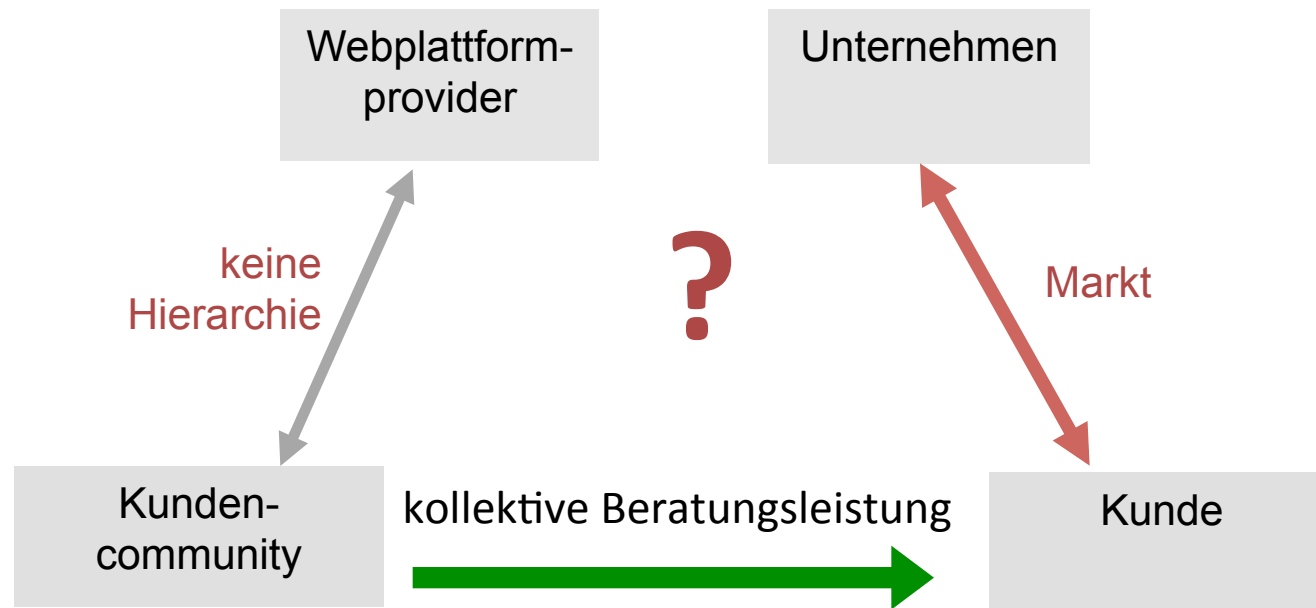 Webplattform-
provider
Unternehmen
keine
Hierarchie
?
Markt
Kunden-
community
kollektive Beratungsleistung
Kunde